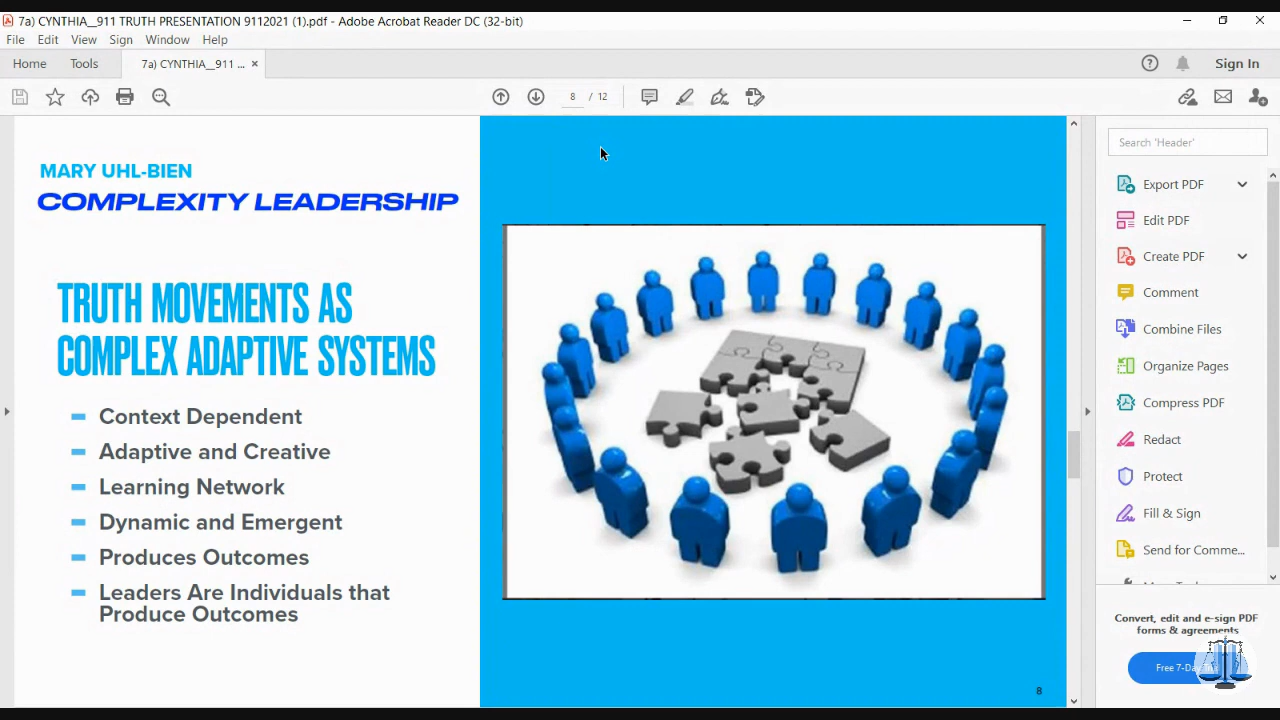 7a) CYNTHIA__911 TRUTH PRESENTATION 9112021 (1).pdf - Adobe Acrobat Reader DC (32-bit)
File Edit View Sign Window Help
Home Tools 7a) CYNTHIA__911 ... × Sign In
8 / 12
MARY UHL-BIEN
COMPLEXITY LEADERSHIP
TRUTH MOVEMENTS AS
COMPLEX ADAPTIVE SYSTEMS
Context Dependent
Adaptive and Creative
Learning Network
Dynamic and Emergent
Produces Outcomes
Leaders Are Individuals that
Produce Outcomes
8
Search 'Header'
Export PDF
Edit PDF
Create PDF
Comment
Combine Files
Organize Pages
Compress PDF
Redact
Protect
Fill & Sign
Send for Comme...
Convert, edit and e-sign PDF
forms & agreements
Free 7-Day